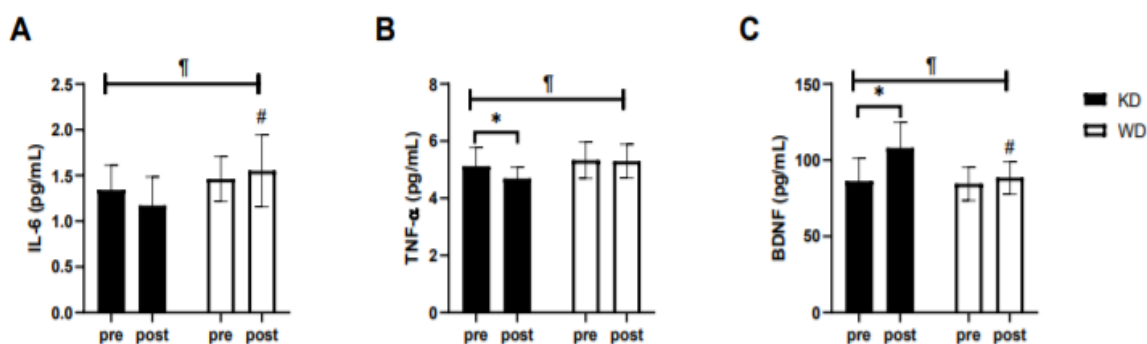 A
IL-6 (pg/mL)
2.5
2.0
1.5
1.0
0.5
0.0
¶
#
pre post pre post
B
TNF-α (pg/mL)
8
6
4
2
0
¶
*
pre post pre post
C
BDNF (pg/mL)
150
100
50
0
¶
*
#
pre post pre post
KD
WD